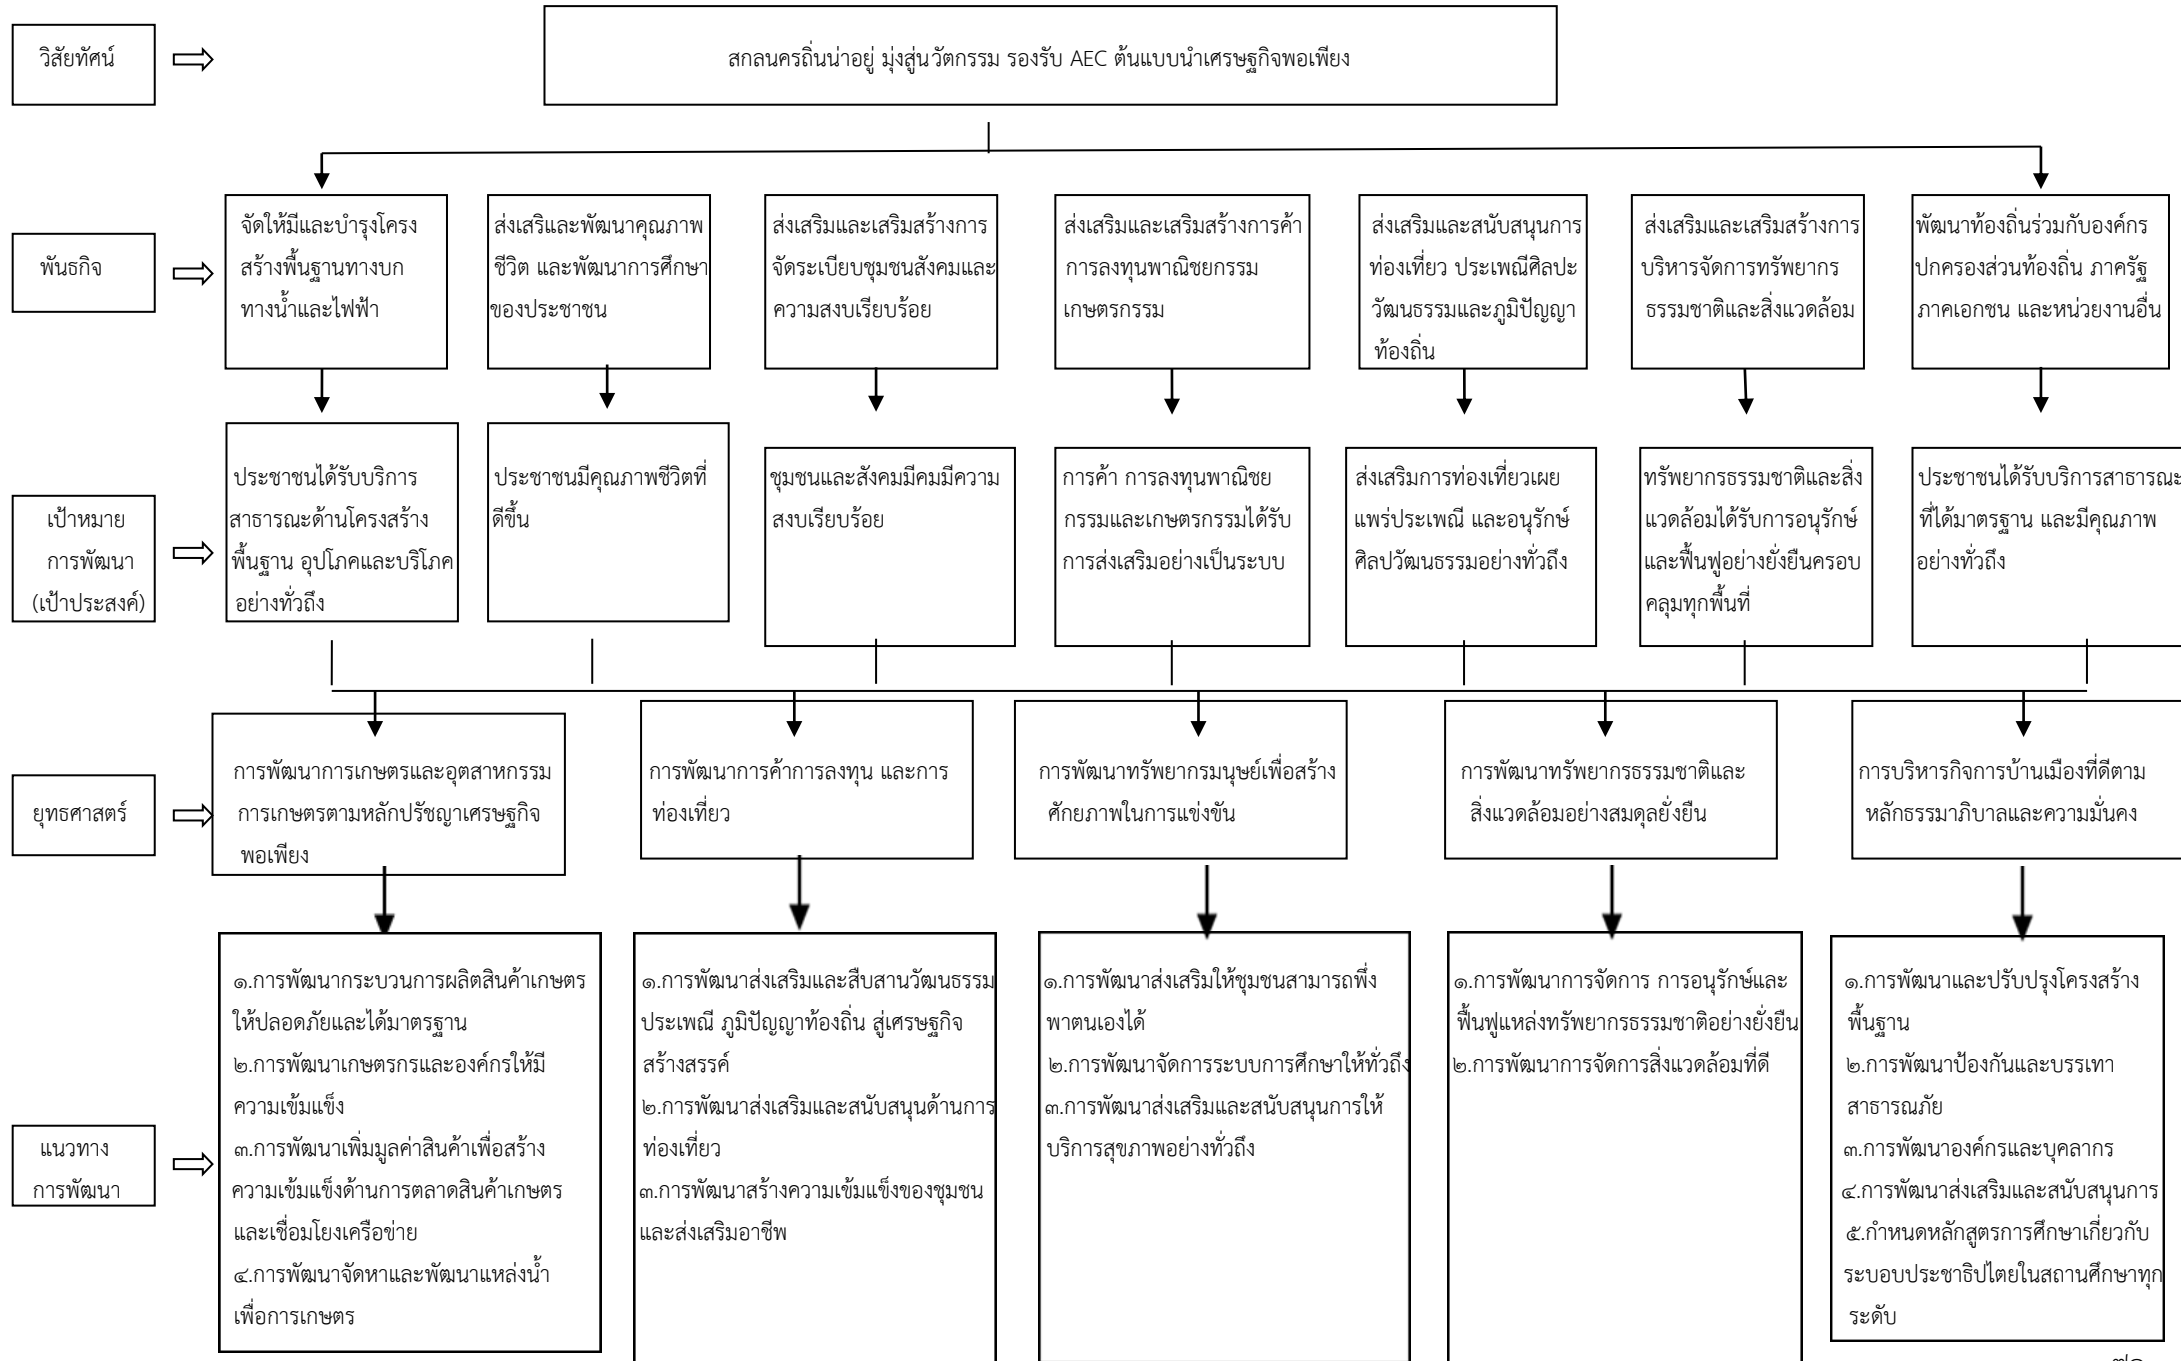 วิสัยทัศน์
สกลนครถิ่นน่าอยู่ มุ่งสู่นวัตกรรม รองรับ AEC ต้นแบบนำเศรษฐกิจพอเพียง
พันธกิจ
จัดให้มีและบำรุงโครง
สร้างพื้นฐานทางบก
ทางน้ำและไฟฟ้า
ส่งเสริและพัฒนาคุณภาพ
ชีวิต และพัฒนาการศึกษา
ของประชาชน
ส่งเสริมและเสริมสร้างการ
จัดระเบียบชุมชนสังคมและ
ความสงบเรียบร้อย
ส่งเสริมและเสริมสร้างการค้า
การลงทุนพาณิชยกรรม
เกษตรกรรม
ส่งเสริมและสนับสนุนการ
ท่องเที่ยว ประเพณีศิลปะ
วัฒนธรรมและภูมิปัญญา
ท้องถิ่น
ส่งเสริมและเสริมสร้างการ
บริหารจัดการทรัพยากร
ธรรมชาติและสิ่งแวดล้อม
พัฒนาท้องถิ่นร่วมกับองค์กร
ปกครองส่วนท้องถิ่น ภาครัฐ
ภาคเอกชน และหน่วยงานอื่น
เป้าหมาย
การพัฒนา
(เป้าประสงค์)
ประชาชนได้รับบริการ
สาธารณะด้านโครงสร้าง
พื้นฐาน อุปโภคและบริโภค
อย่างทั่วถึง
ประชาชนมีคุณภาพชีวิตที่
ดีขึ้น
ชุมชนและสังคมมีคมมีความ
สงบเรียบร้อย
การค้า การลงทุนพาณิชย
กรรมและเกษตรกรรมได้รับ
การส่งเสริมอย่างเป็นระบบ
ส่งเสริมการท่องเที่ยวเผย
แพร่ประเพณี และอนุรักษ์
ศิลปวัฒนธรรมอย่างทั่วถึง
ทรัพยากรธรรมชาติและสิ่ง
แวดล้อมได้รับการอนุรักษ์
และฟื้นฟูอย่างยั่งยืนครอบ
คลุมทุกพื้นที่
ประชาชนได้รับบริการสาธารณะ
ที่ได้มาตรฐาน และมีคุณภาพ
อย่างทั่วถึง
ยุทธศาสตร์
การพัฒนาการเกษตรและอุตสาหกรรม
การเกษตรตามหลักปรัชญาเศรษฐกิจ
พอเพียง
การพัฒนาการค้าการลงทุน และการ
ท่องเที่ยว
การพัฒนาทรัพยากรมนุษย์เพื่อสร้าง
ศักยภาพในการแข่งขัน
การพัฒนาทรัพยากรธรรมชาติและ
สิ่งแวดล้อมอย่างสมดุลยั่งยืน
การบริหารกิจการบ้านเมืองที่ดีตาม
หลักธรรมาภิบาลและความมั่นคง
แนวทาง
การพัฒนา
๑.การพัฒนากระบวนการผลิตสินค้าเกษตร
ให้ปลอดภัยและได้มาตรฐาน
๒.การพัฒนาเกษตรกรและองค์กรให้มี
ความเข้มแข็ง
๓.การพัฒนาเพิ่มมูลค่าสินค้าเพื่อสร้าง
ความเข้มแข็งด้านการตลาดสินค้าเกษตร
และเชื่อมโยงเครือข่าย
๔.การพัฒนาจัดหาและพัฒนาแหล่งน้ำ
เพื่อการเกษตร
๑.การพัฒนาส่งเสริมและสืบสานวัฒนธรรม
ประเพณี ภูมิปัญญาท้องถิ่น สู่เศรษฐกิจ
สร้างสรรค์
๒.การพัฒนาส่งเสริมและสนับสนุนด้านการ
ท่องเที่ยว
๓.การพัฒนาสร้างความเข้มแข็งของชุมชน
และส่งเสริมอาชีพ
๑.การพัฒนาส่งเสริมให้ชุมชนสามารถพึ่ง
พาตนเองได้
๒.การพัฒนาจัดการระบบการศึกษาให้ทั่วถึง
๓.การพัฒนาส่งเสริมและสนับสนุนการให้
บริการสุขภาพอย่างทั่วถึง
๑.การพัฒนาการจัดการ การอนุรักษ์และ
ฟื้นฟูแหล่งทรัพยากรธรรมชาติอย่างยั่งยืน
๒.การพัฒนาการจัดการสิ่งแวดล้อมที่ดี
๑.การพัฒนาและปรับปรุงโครงสร้าง
พื้นฐาน
๒.การพัฒนาป้องกันและบรรเทา
สาธารณภัย
๓.การพัฒนาองค์กรและบุคลากร
๔.การพัฒนาส่งเสริมและสนับสนุนการ
๕.กำหนดหลักสูตรการศึกษาเกี่ยวกับ
ระบอบประชาธิปไตยในสถานศึกษาทุก
ระดับ